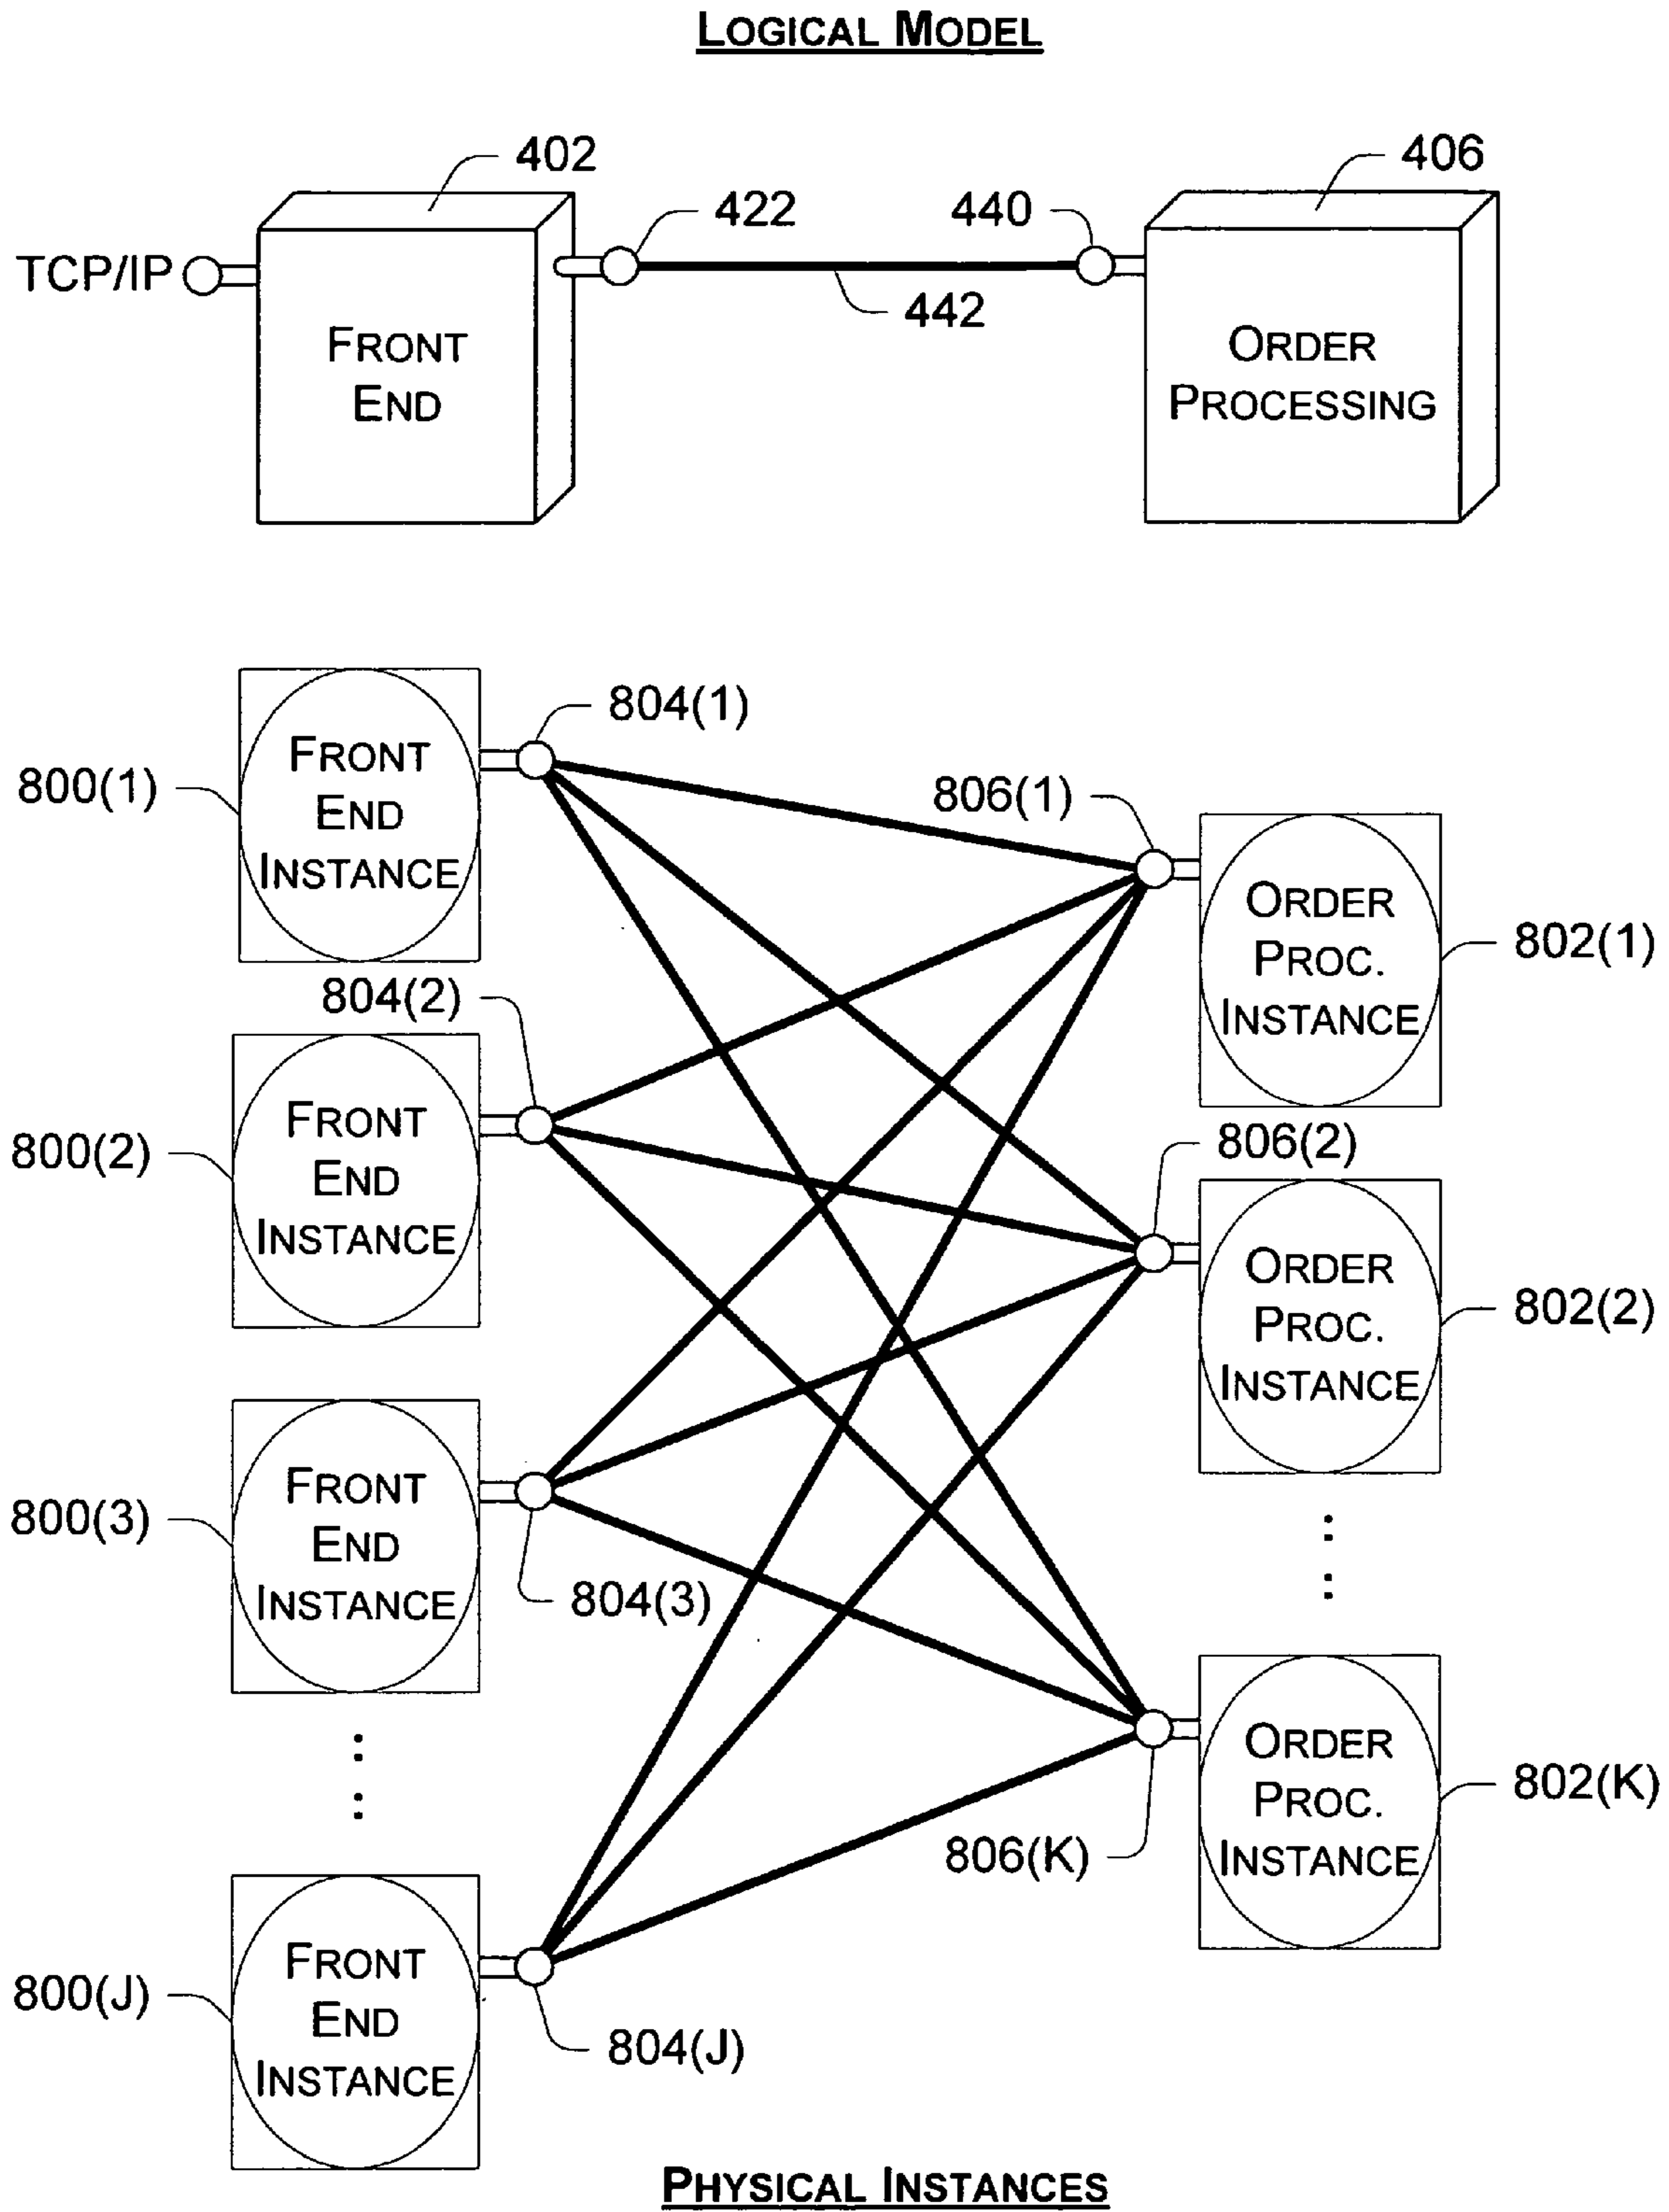 LOGICAL MODEL
402
406
422
440
TCP/IP
442
FRONT
END
ORDER
PROCESSING
804(1)
800(1)
FRONT
END
INSTANCE
806(1)
ORDER
PROC.
INSTANCE
802(1)
804(2)
800(2)
FRONT
END
INSTANCE
806(2)
ORDER
PROC.
INSTANCE
802(2)
800(3)
FRONT
END
INSTANCE
804(3)
ORDER
PROC.
INSTANCE
802(K)
806(K)
800(J)
FRONT
END
INSTANCE
804(J)
PHYSICAL INSTANCES